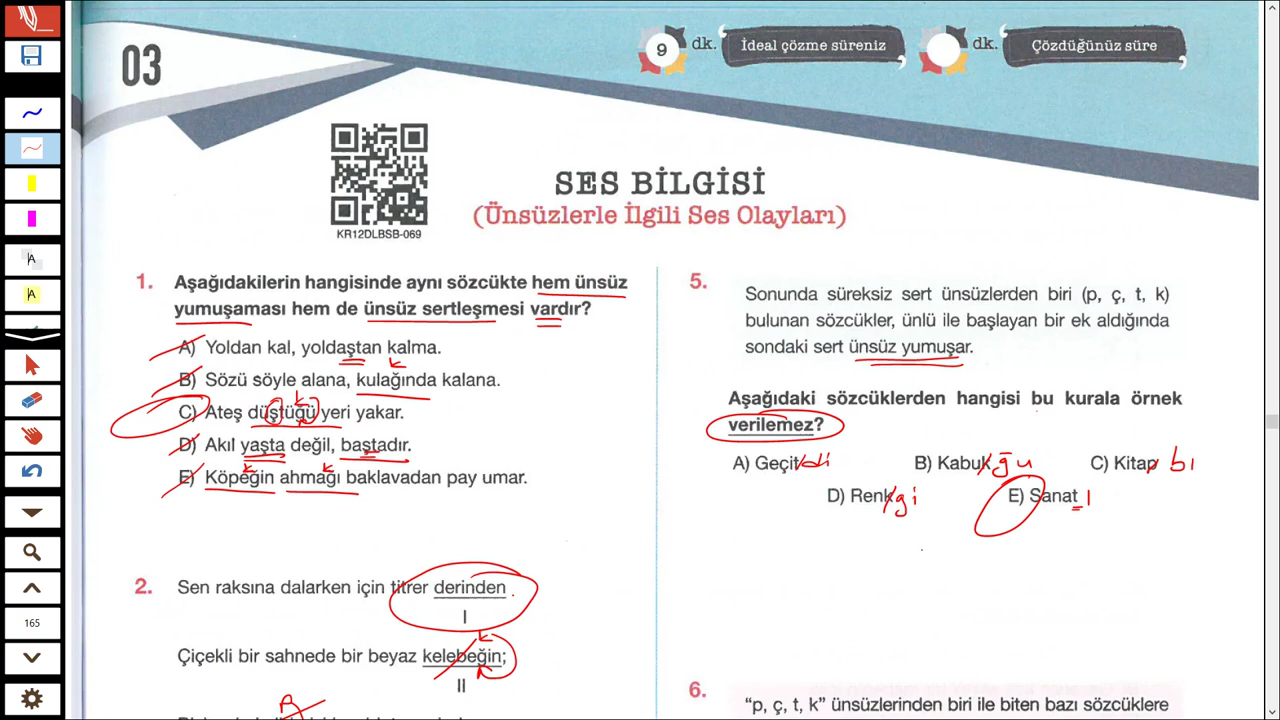 03
9 dk. İdeal çözme süreniz
dk. Çözdüğünüz süre
KR12DLBSB-069
SES BİLGİSİ
(Ünsüzlerle İlgili Ses Olayları)
1. Aşağıdakilerin hangisinde aynı sözcükte hem ünsüz
yumuşaması hem de ünsüz sertleşmesi vardır?
A) Yoldan kal, yoldaştan kalma.
B) Sözü söyle alana, kulağında kalana.
C) Ateş düştüğü yeri yakar.
D) Akıl yaşta değil, baştadır.
E) Köpeğin ahmağı baklavadan pay umar.
2. Sen raksına dalarken için titrer derinden
I
Çiçekli bir sahnede bir beyaz kelebeğin;
II
5. Sonunda süreksiz sert ünsüzlerden biri (p, ç, t, k)
bulunan sözcükler, ünlü ile başlayan bir ek aldığında
sondaki sert ünsüz yumuşar.
Aşağıdaki sözcüklerden hangisi bu kurala örnek
verilemez?
A) Geçit di B) Kabuk ğu C) Kitap bı
D) Renk gi E) Sanat ı
6. "p, ç, t, k" ünsüzlerinden biri ile biten bazı sözcüklere
A
A
165